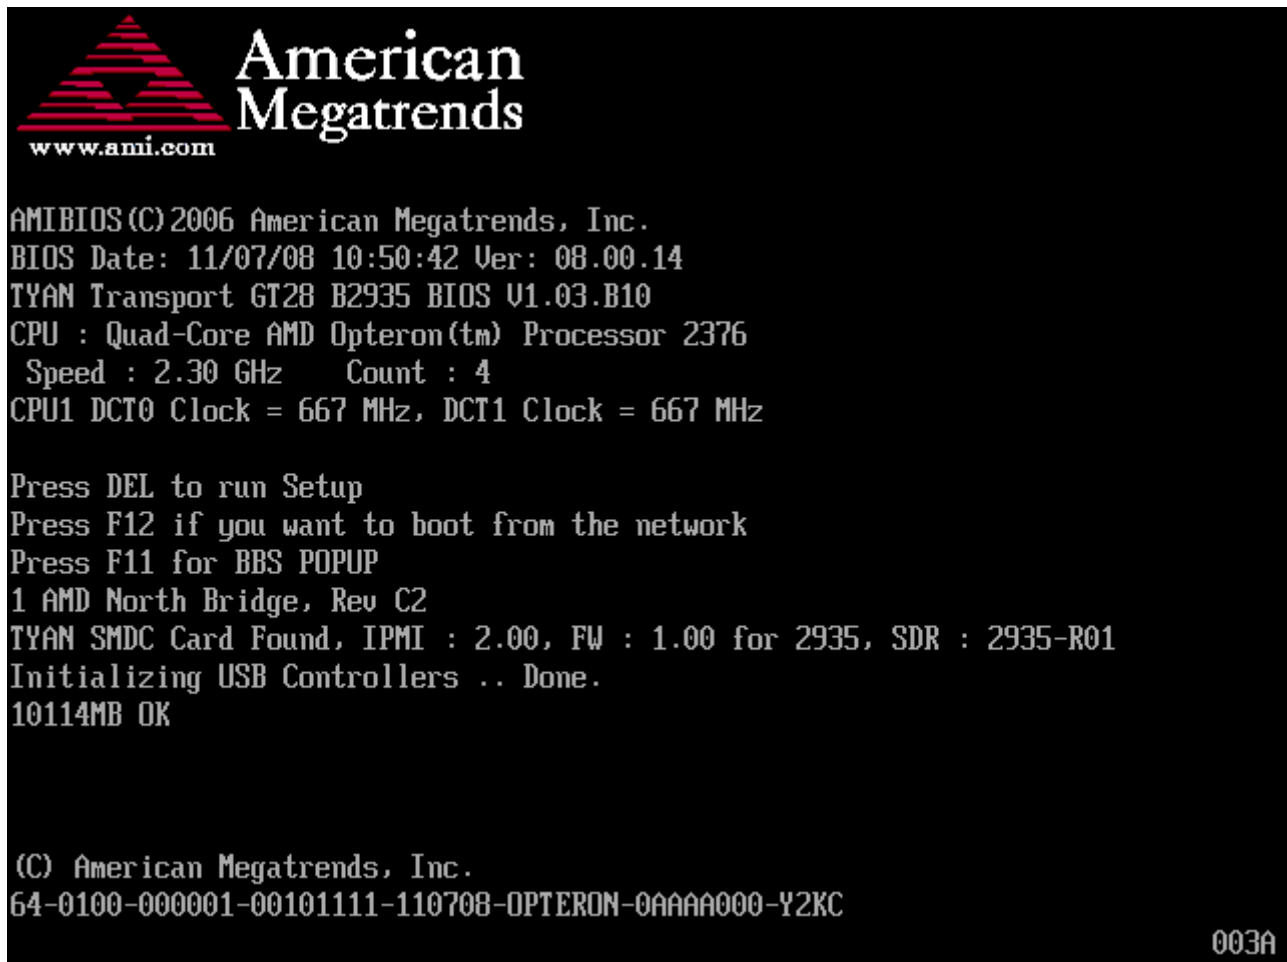 American
Megatrends
www.ami.com
AMIBIOS(C)2006 American Megatrends, Inc.
BIOS Date: 11/07/08 10:50:42 Ver: 08.00.14
TYAN Transport GT28 B2935 BIOS V1.03.B10
CPU : Quad-Core AMD Opteron(tm) Processor 2376
Speed : 2.30 GHz    Count : 4
CPU1 DCT0 Clock = 667 MHz, DCT1 Clock = 667 MHz
Press DEL to run Setup
Press F12 if you want to boot from the network
Press F11 for BBS POPUP
1 AMD North Bridge, Rev C2
TYAN SMDC Card Found, IPMI : 2.00, FW : 1.00 for 2935, SDR : 2935-R01
Initializing USB Controllers .. Done.
10114MB OK
(C) American Megatrends, Inc.
64-0100-000001-00101111-110708-OPTERON-0AAAA000-Y2KC
003A